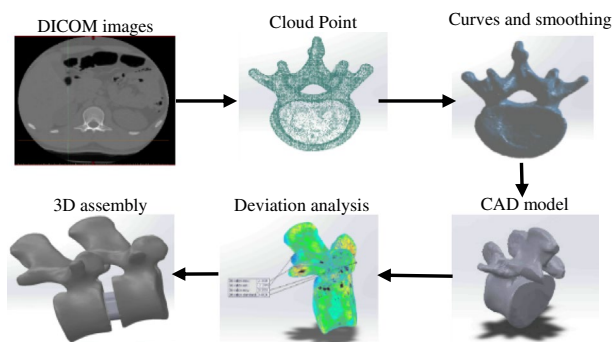 DICOM images
Cloud Point
Curves and smoothing
3D assembly
Deviation analysis
CAD model